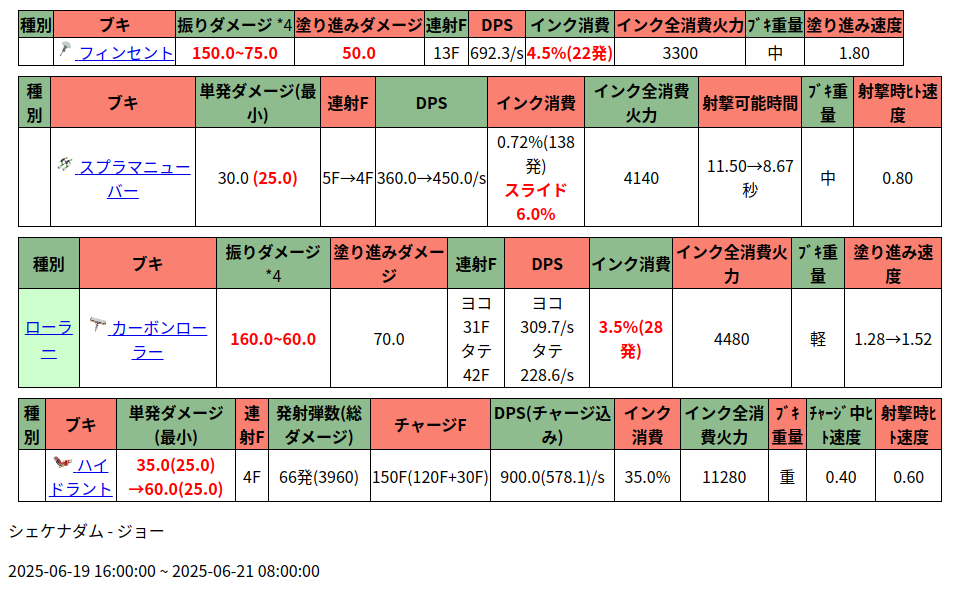 種別 ブキ 振りダメージ *4 塗り進みダメージ 連射F DPS インク消費 インク全消費火力 ﾌﾞｷ重量 塗り進み速度
フィンセント 150.0~75.0 50.0 13F 692.3/s 4.5%(22発) 3300 中 1.80
種別 ブキ 単発ダメージ(最小) 連射F DPS インク消費 インク全消費火力 射撃可能時間 ﾌﾞｷ重量 射撃時ﾋﾄ速度
スプラマニューバー 30.0 (25.0) 5F→4F 360.0→450.0/s 0.72%(138発) スライド 6.0% 4140 11.50→8.67秒 中 0.80
種別 ブキ 振りダメージ *4 塗り進みダメージ 連射F DPS インク消費 インク全消費火力 ﾌﾞｷ重量 塗り進み速度
ローラー カーボンローラー 160.0~60.0 70.0 ヨコ 31F タテ 42F ヨコ 309.7/s タテ 228.6/s 3.5%(28発) 4480 軽 1.28→1.52
種別 ブキ 単発ダメージ(最小) 連射F 発射弾数(総ダメージ) チャージF DPS(チャージ込み) インク消費 インク全消費火力 ﾌﾞｷ重量 ﾁｬｰｼﾞ中ﾋﾄ速度 射撃時ﾋﾄ速度
ハイドラント 35.0(25.0)→60.0(25.0) 4F 66発(3960) 150F(120F+30F) 900.0(578.1)/s 35.0% 11280 重 0.40 0.60
シェケナダム - ジョー
2025-06-19 16:00:00 ~ 2025-06-21 08:00:00